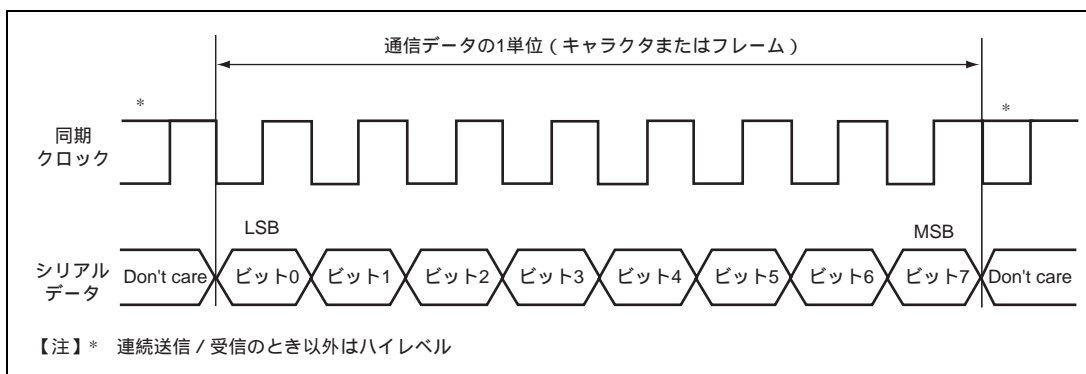 通信データの1単位（キャラクタまたはフレーム）
*
*
同期
クロック
LSB
MSB
シリアル
データ
Don't care
ビット0
ビット1
ビット2
ビット3
ビット4
ビット5
ビット6
ビット7
Don't care
【注】* 連続送信 / 受信のとき以外はハイレベル